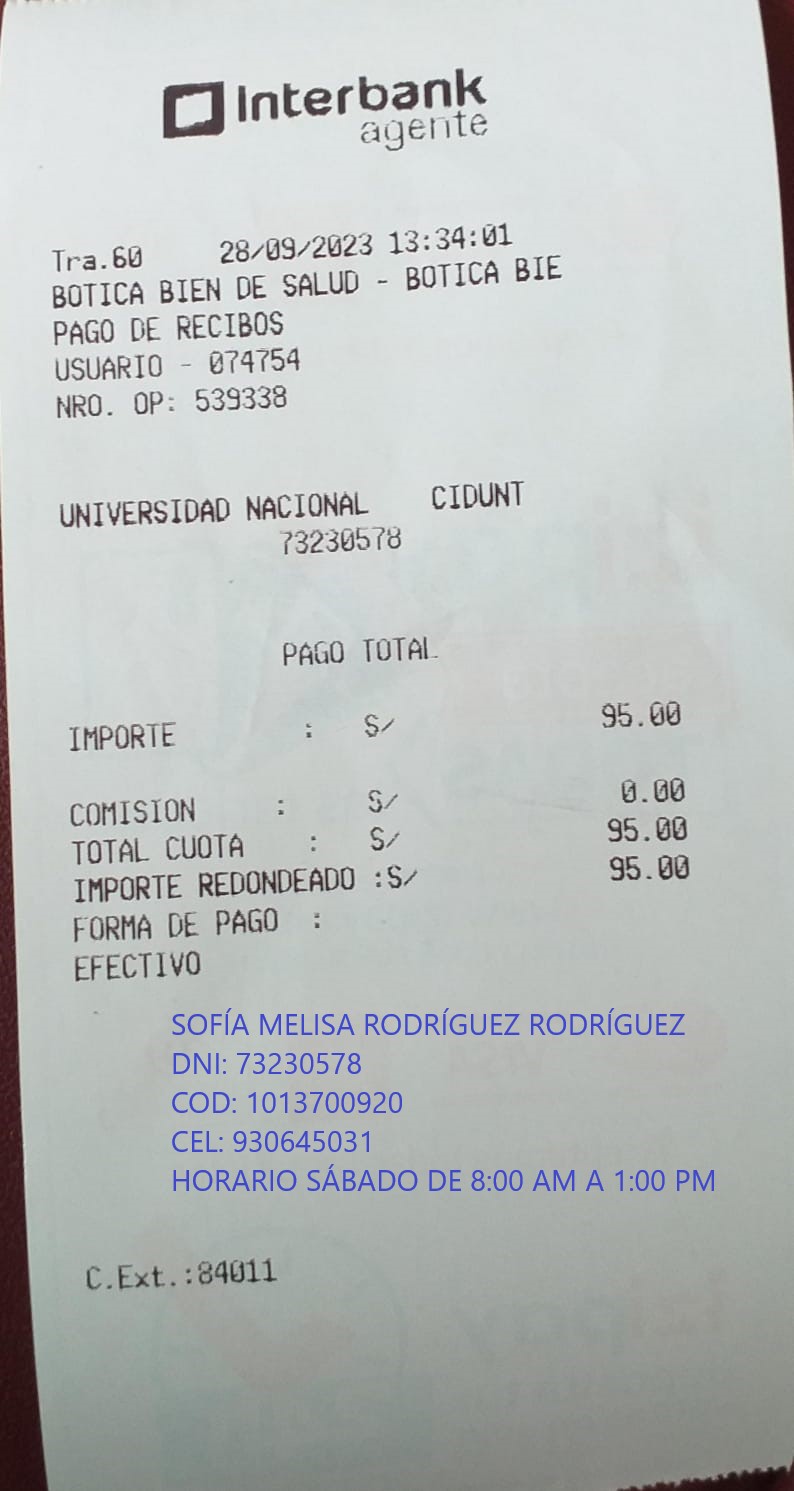 Interbank
agente
Tra.60 28/09/2023 13:34:01
BOTICA BIEN DE SALUD - BOTICA BIE
PAGO DE RECIBOS
USUARIO - 074754
NRO. OP: 539338
UNIVERSIDAD NACIONAL CIDUNT
73230578
PAGO TOTAL
IMPORTE : S/ 95.00
COMISION : S/ 0.00
TOTAL CUOTA : S/ 95.00
IMPORTE REDONDEADO :S/ 95.00
FORMA DE PAGO :
EFECTIVO
SOFÍA MELISA RODRÍGUEZ RODRÍGUEZ
DNI: 73230578
COD: 1013700920
CEL: 930645031
HORARIO SÁBADO DE 8:00 AM A 1:00 PM
C.Ext.:84011